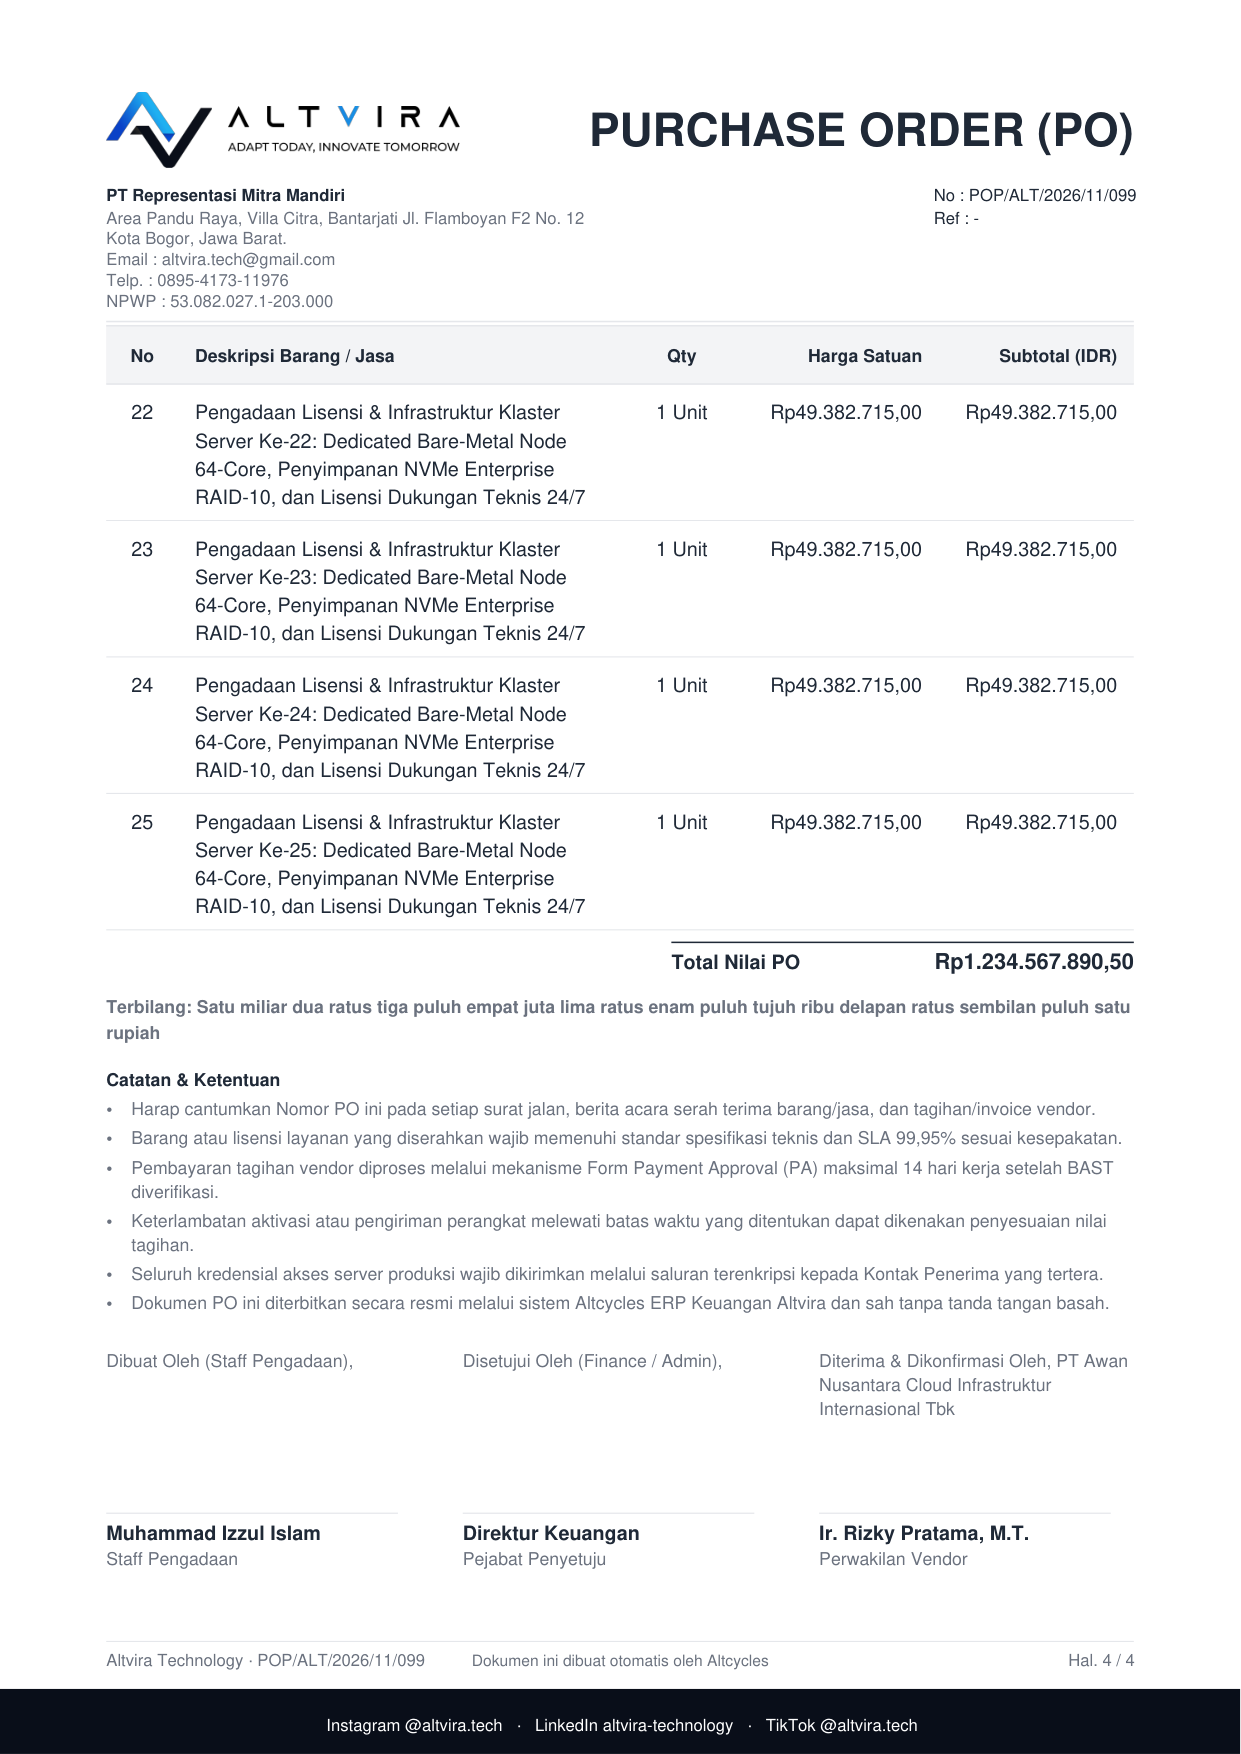 ALTVIRA
ADAPT TODAY, INNOVATE TOMORROW
PURCHASE ORDER (PO)
PT Representasi Mitra Mandiri
Area Pandu Raya, Villa Citra, Bantarjati Jl. Flamboyan F2 No. 12
Kota Bogor, Jawa Barat.
Email : altvira.tech@gmail.com
Telp. : 0895-4173-11976
NPWP : 53.082.027.1-203.000
No : POP/ALT/2026/11/099
Ref : -
No Deskripsi Barang / Jasa Qty Harga Satuan Subtotal (IDR)
22 Pengadaan Lisensi & Infrastruktur Klaster 1 Unit Rp49.382.715,00 Rp49.382.715,00
Server Ke-22: Dedicated Bare-Metal Node
64-Core, Penyimpanan NVMe Enterprise
RAID-10, dan Lisensi Dukungan Teknis 24/7
23 Pengadaan Lisensi & Infrastruktur Klaster 1 Unit Rp49.382.715,00 Rp49.382.715,00
Server Ke-23: Dedicated Bare-Metal Node
64-Core, Penyimpanan NVMe Enterprise
RAID-10, dan Lisensi Dukungan Teknis 24/7
24 Pengadaan Lisensi & Infrastruktur Klaster 1 Unit Rp49.382.715,00 Rp49.382.715,00
Server Ke-24: Dedicated Bare-Metal Node
64-Core, Penyimpanan NVMe Enterprise
RAID-10, dan Lisensi Dukungan Teknis 24/7
25 Pengadaan Lisensi & Infrastruktur Klaster 1 Unit Rp49.382.715,00 Rp49.382.715,00
Server Ke-25: Dedicated Bare-Metal Node
64-Core, Penyimpanan NVMe Enterprise
RAID-10, dan Lisensi Dukungan Teknis 24/7
Total Nilai PO Rp1.234.567.890,50
Terbilang: Satu miliar dua ratus tiga puluh empat juta lima ratus enam puluh tujuh ribu delapan ratus sembilan puluh satu
rupiah
Catatan & Ketentuan
• Harap cantumkan Nomor PO ini pada setiap surat jalan, berita acara serah terima barang/jasa, dan tagihan/invoice vendor.
• Barang atau lisensi layanan yang diserahkan wajib memenuhi standar spesifikasi teknis dan SLA 99,95% sesuai kesepakatan.
• Pembayaran tagihan vendor diproses melalui mekanisme Form Payment Approval (PA) maksimal 14 hari kerja setelah BAST
diverifikasi.
• Keterlambatan aktivasi atau pengiriman perangkat melewati batas waktu yang ditentukan dapat dikenakan penyesuaian nilai
tagihan.
• Seluruh kredensial akses server produksi wajib dikirimkan melalui saluran terenkripsi kepada Kontak Penerima yang tertera.
• Dokumen PO ini diterbitkan secara resmi melalui sistem Altcycles ERP Keuangan Altvira dan sah tanpa tanda tangan basah.
Dibuat Oleh (Staff Pengadaan),
Disetujui Oleh (Finance / Admin),
Diterima & Dikonfirmasi Oleh, PT Awan
Nusantara Cloud Infrastruktur
Internasional Tbk
Muhammad Izzul Islam
Staff Pengadaan
Direktur Keuangan
Pejabat Penyetuju
Ir. Rizky Pratama, M.T.
Perwakilan Vendor
Altvira Technology · POP/ALT/2026/11/099 Dokumen ini dibuat otomatis oleh Altcycles Hal. 4 / 4
Instagram @altvira.tech · LinkedIn altvira-technology · TikTok @altvira.tech